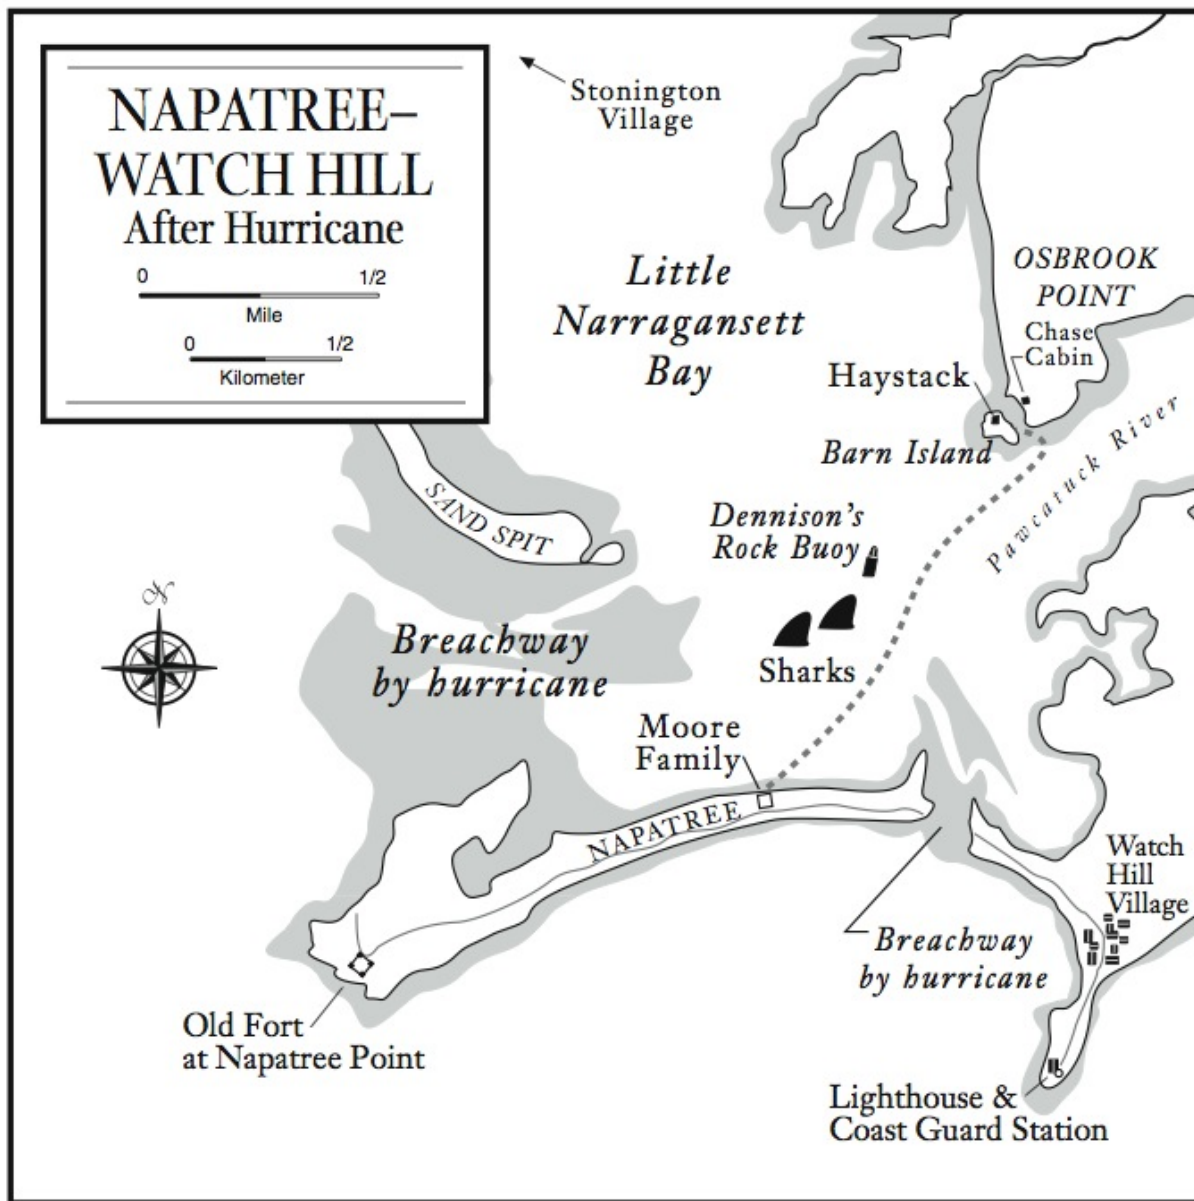 NAPATREE–
WATCH HILL
After Hurricane
0 1/2
Mile
0 1/2
Kilometer
Stonington
Village
Little
Narragansett
Bay
OSBROOK
POINT
Chase
Cabin
Haystack
Barn Island
Pawcatuck River
SAND SPIT
Dennison's
Rock Buoy
N
Breachway
by hurricane
Sharks
Moore
Family
NAPATREE
Watch
Hill
Village
Breachway
by hurricane
Old Fort
at Napatree Point
Lighthouse &
Coast Guard Station